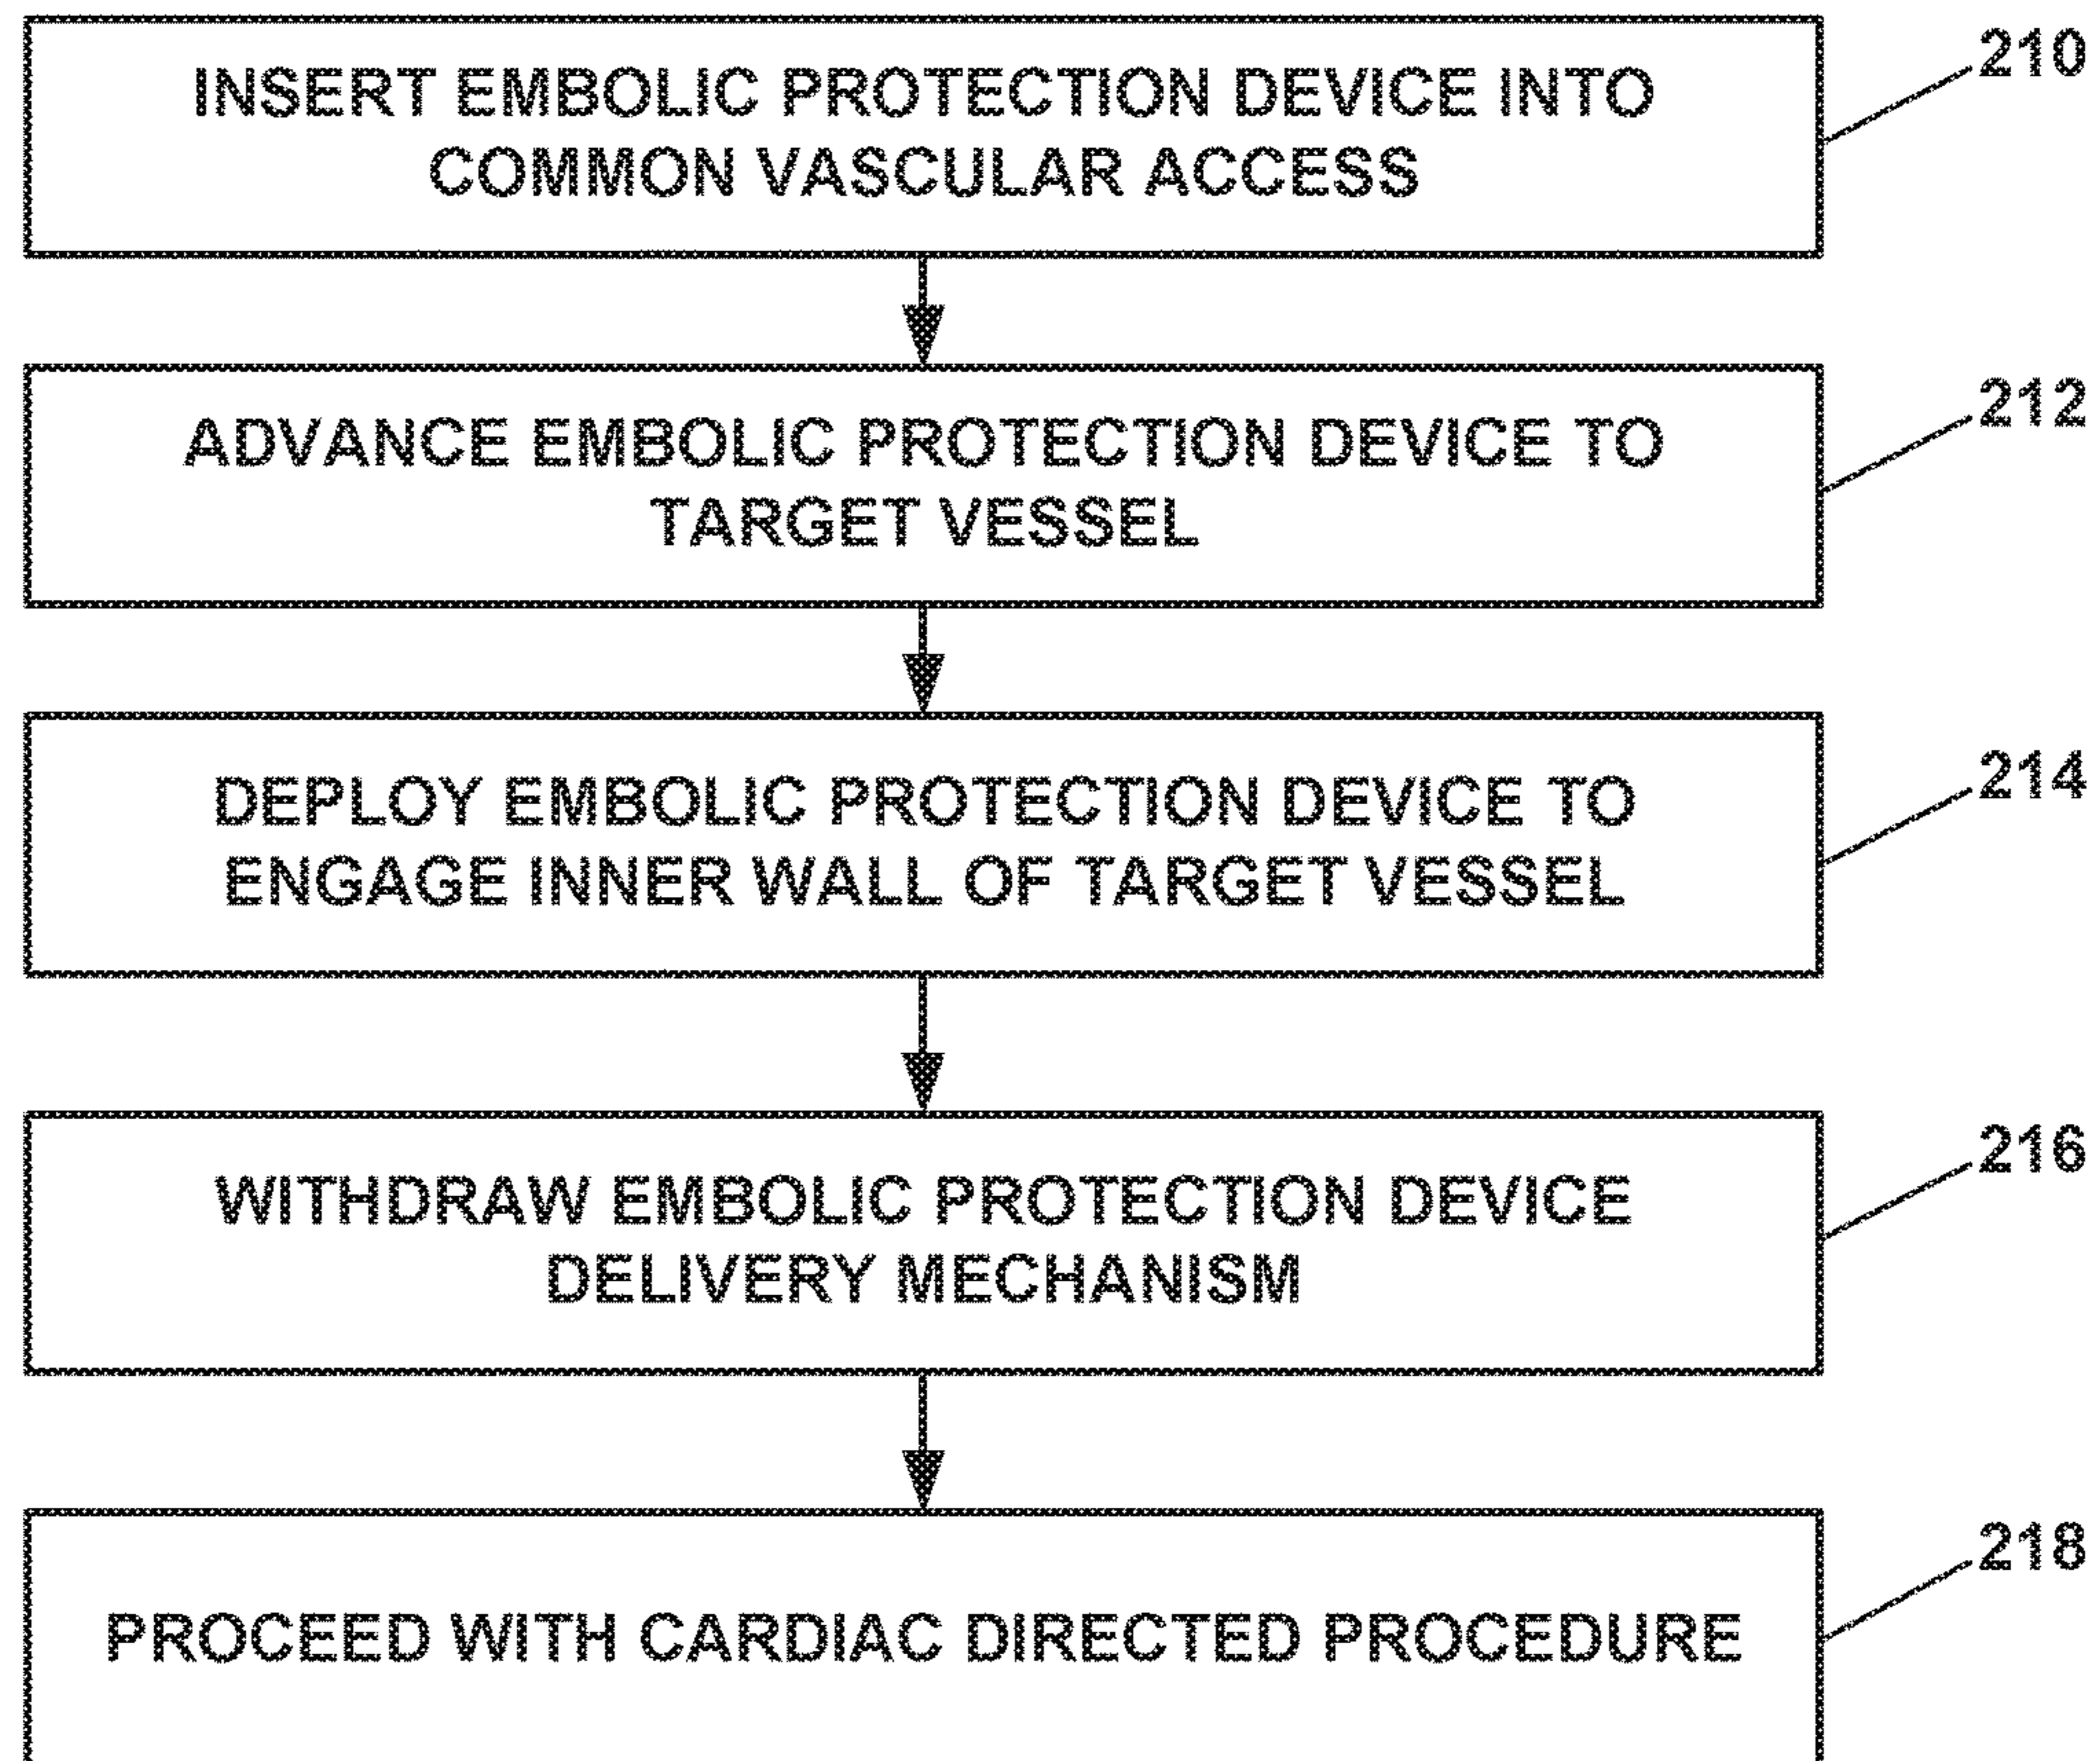 INSERT EMBOLIC PROTECTION DEVICE INTO
COMMON VASCULAR ACCESS
210
ADVANCE EMBOLIC PROTECTION DEVICE TO
TARGET VESSEL
212
DEPLOY EMBOLIC PROTECTION DEVICE TO
ENGAGE INNER WALL OF TARGET VESSEL
214
WITHDRAW EMBOLIC PROTECTION DEVICE
DELIVERY MECHANISM
216
PROCEED WITH CARDIAC DIRECTED PROCEDURE
218